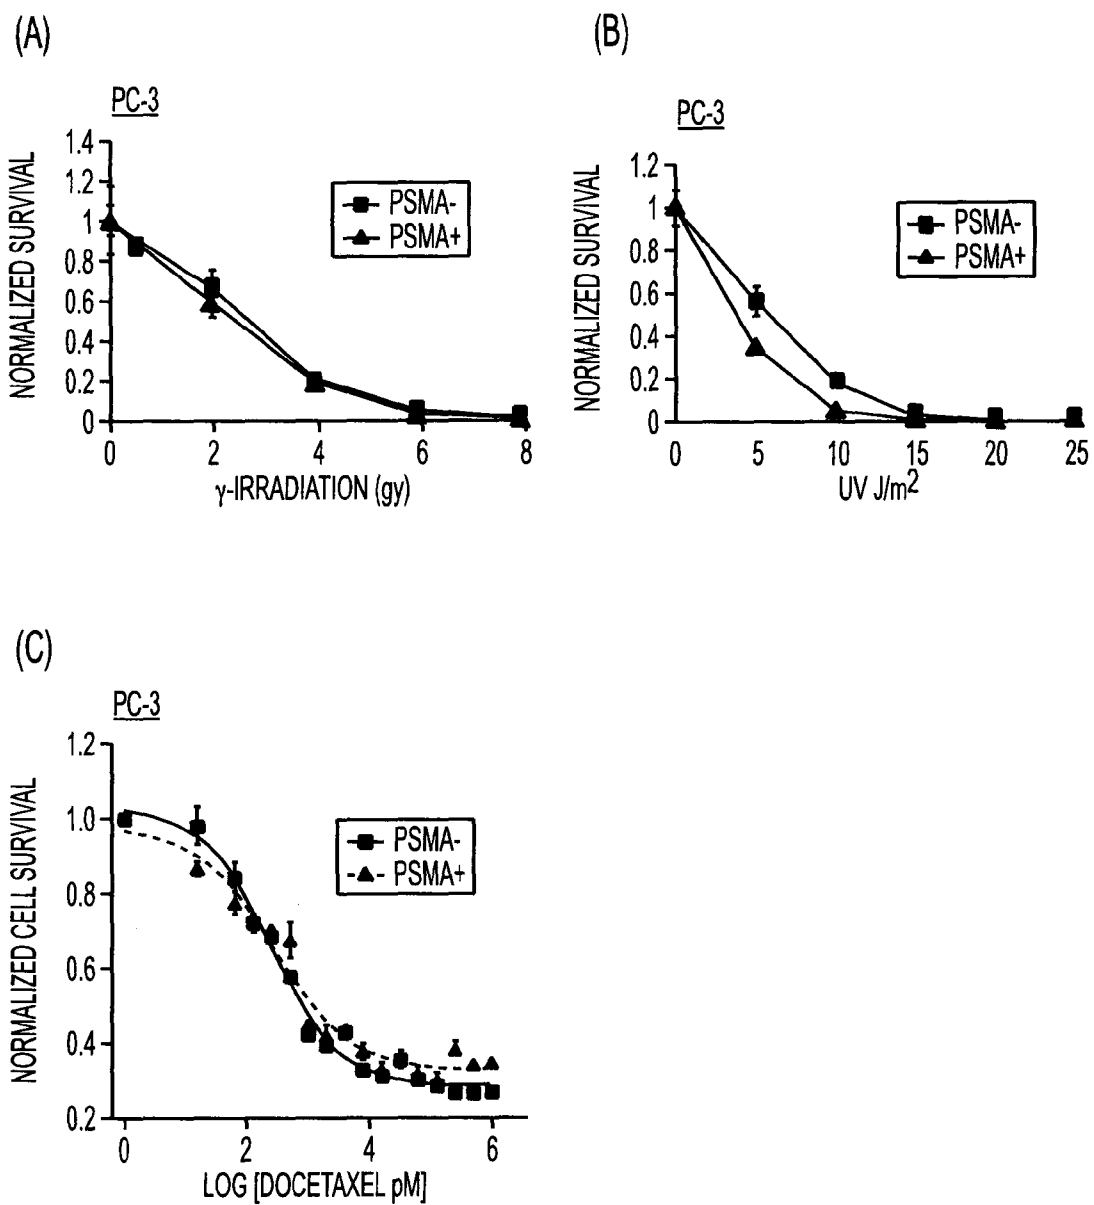 (A)
PC-3
NORMALIZED SURVIVAL
1.4
1.2
1
0.8
0.6
0.4
0.2
0
0 2 4 6 8
γ-IRRADIATION (gy)
PSMA-
PSMA+
(B)
PC-3
NORMALIZED SURVIVAL
1.2
1
0.8
0.6
0.4
0.2
0
0 5 10 15 20 25
UV J/m²
PSMA-
PSMA+
(C)
PC-3
NORMALIZED CELL SURVIVAL
1.2
1.0
0.8
0.6
0.4
0.2
0 2 4 6
LOG [DOCETAXEL pM]
PSMA-
PSMA+